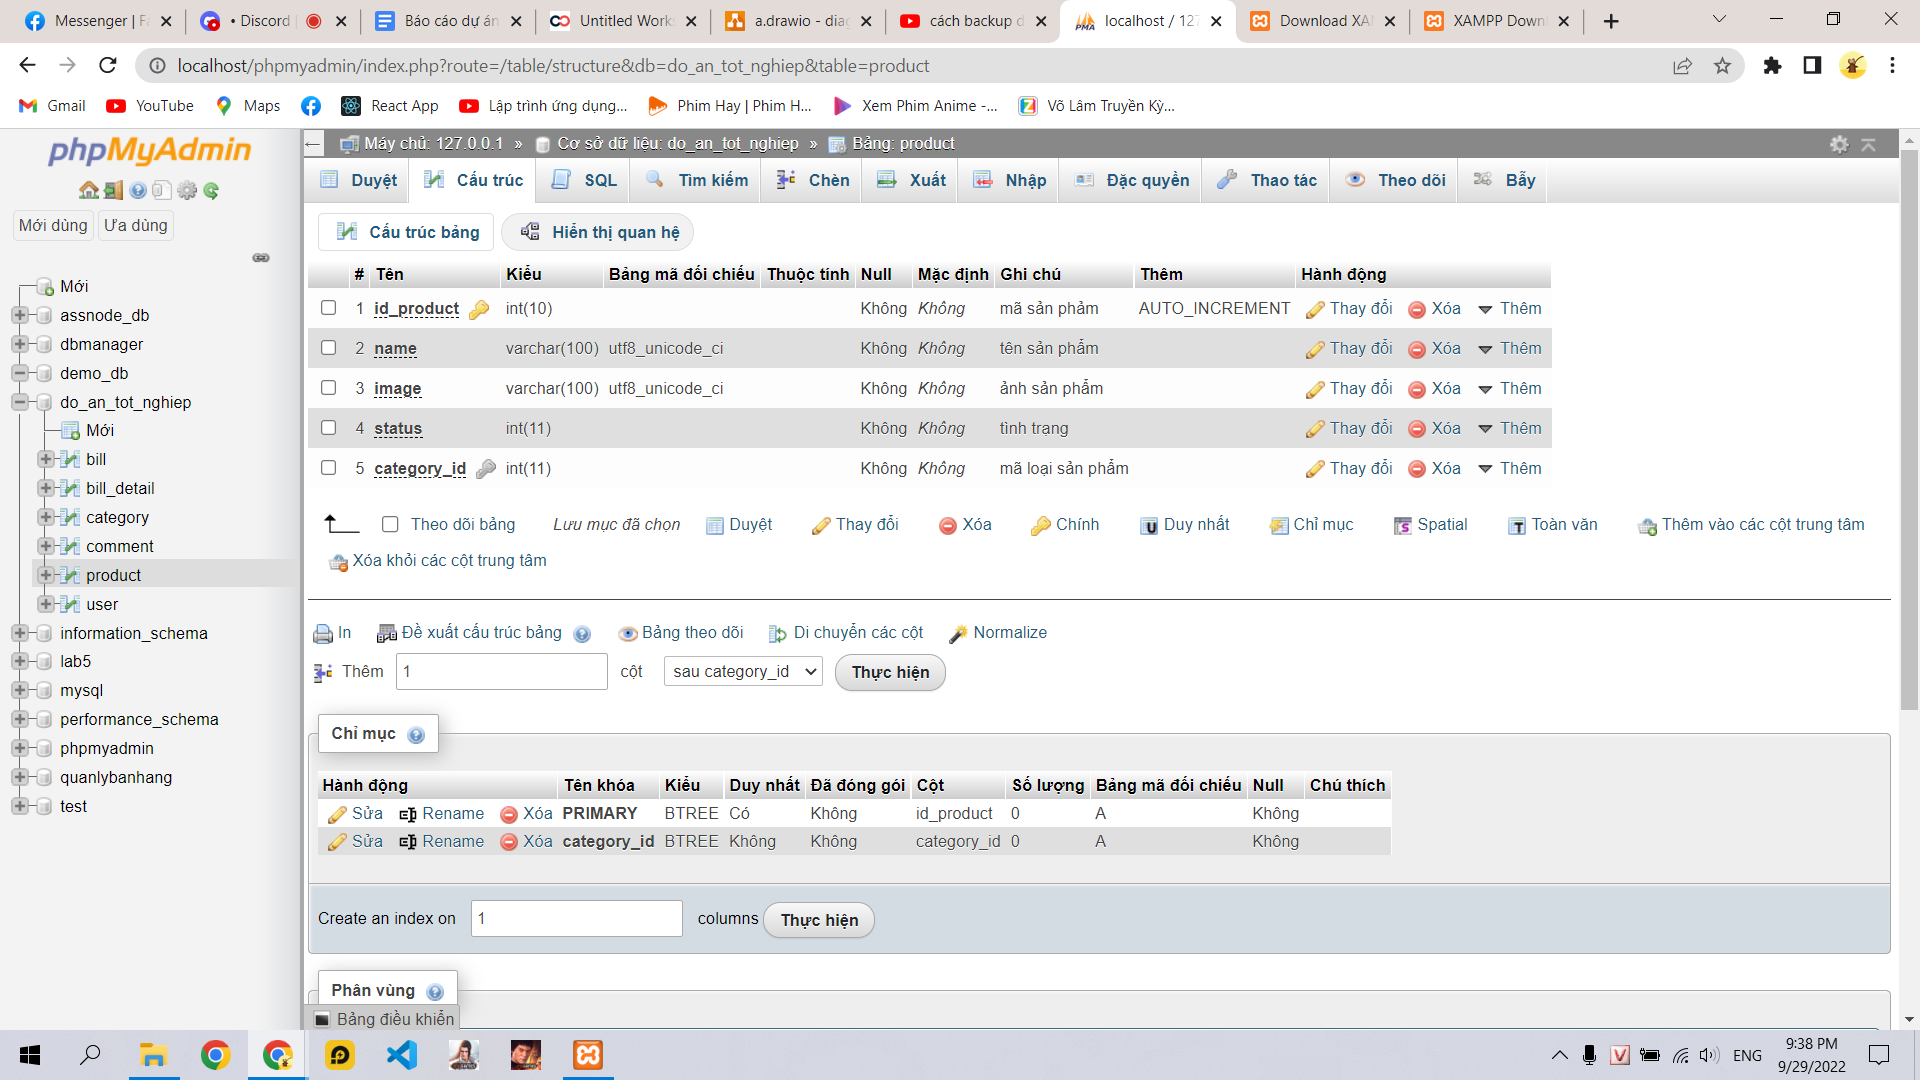 Messenger | Fa
• Discord |
Báo cáo dự án
Untitled Works
a.drawio - diag
cách backup d
localhost / 127
Download XAM
XAMPP Downl
localhost/phpmyadmin/index.php?route=/table/structure&db=do_an_tot_nghiep&table=product
Gmail
YouTube
Maps
React App
Lập trình ứng dụng...
Phim Hay | Phim H...
Xem Phim Anime -...
Võ Lâm Truyền Kỳ...
phpMyAdmin
Mới dùng
Ưa dùng
Mới
assnode_db
dbmanager
demo_db
do_an_tot_nghiep
Mới
bill
bill_detail
category
comment
product
user
information_schema
lab5
mysql
performance_schema
phpmyadmin
quanlybanhang
test
Máy chủ: 127.0.0.1 » Cơ sở dữ liệu: do_an_tot_nghiep » Bảng: product
Duyệt Cấu trúc SQL Tìm kiếm Chèn Xuất Nhập Đặc quyền Thao tác Theo dõi Bẫy
Cấu trúc bảng Hiển thị quan hệ
# Tên Kiểu Bảng mã đối chiếu Thuộc tính Null Mặc định Ghi chú Thêm Hành động
1 id_product int(10) Không Không mã sản phảm AUTO_INCREMENT Thay đổi Xóa Thêm
2 name varchar(100) utf8_unicode_ci Không Không tên sản phẩm Thay đổi Xóa Thêm
3 image varchar(100) utf8_unicode_ci Không Không ảnh sản phẩm Thay đổi Xóa Thêm
4 status int(11) Không Không tình trạng Thay đổi Xóa Thêm
5 category_id int(11) Không Không mã loại sản phẩm Thay đổi Xóa Thêm
Theo dõi bảng Lưu mục đã chọn Duyệt Thay đổi Xóa Chính Duy nhất Chỉ mục Spatial Toàn văn Thêm vào các cột trung tâm
Xóa khỏi các cột trung tâm
In Đề xuất cấu trúc bảng Bảng theo dõi Di chuyển các cột Normalize
Thêm 1 cột sau category_id Thực hiện
Chỉ mục
Hành động Tên khóa Kiểu Duy nhất Đã đóng gói Cột Số lượng Bảng mã đối chiếu Null Chú thích
Sửa Rename Xóa PRIMARY BTREE Có Không id_product 0 A Không
Sửa Rename Xóa category_id BTREE Không Không category_id 0 A Không
Create an index on 1 columns Thực hiện
Phân vùng
Bảng điều khiển
ENG
9:38 PM
9/29/2022